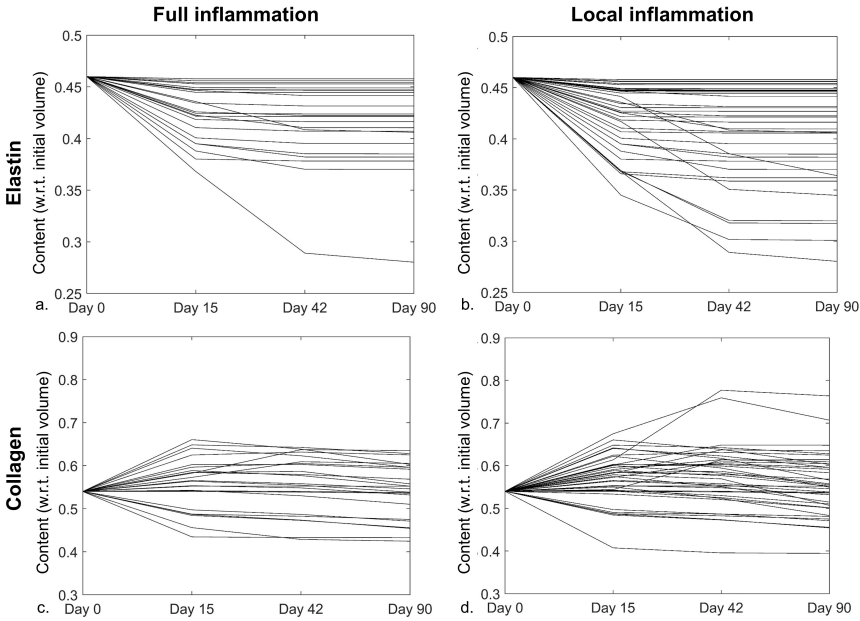 Full inflammation
Local inflammation
Elastin
Content (w.r.t. initial volume)
0.5
0.45
0.4
0.35
0.3
0.25
a. Day 0 Day 15 Day 42 Day 90
Content (w.r.t. initial volume)
0.5
0.45
0.4
0.35
0.3
0.25
b. Day 0 Day 15 Day 42 Day 90
Collagen
Content (w.r.t. initial volume)
0.9
0.8
0.7
0.6
0.5
0.4
0.3
c. Day 0 Day 15 Day 42 Day 90
Content (w.r.t. initial volume)
0.9
0.8
0.7
0.6
0.5
0.4
0.3
d. Day 0 Day 15 Day 42 Day 90